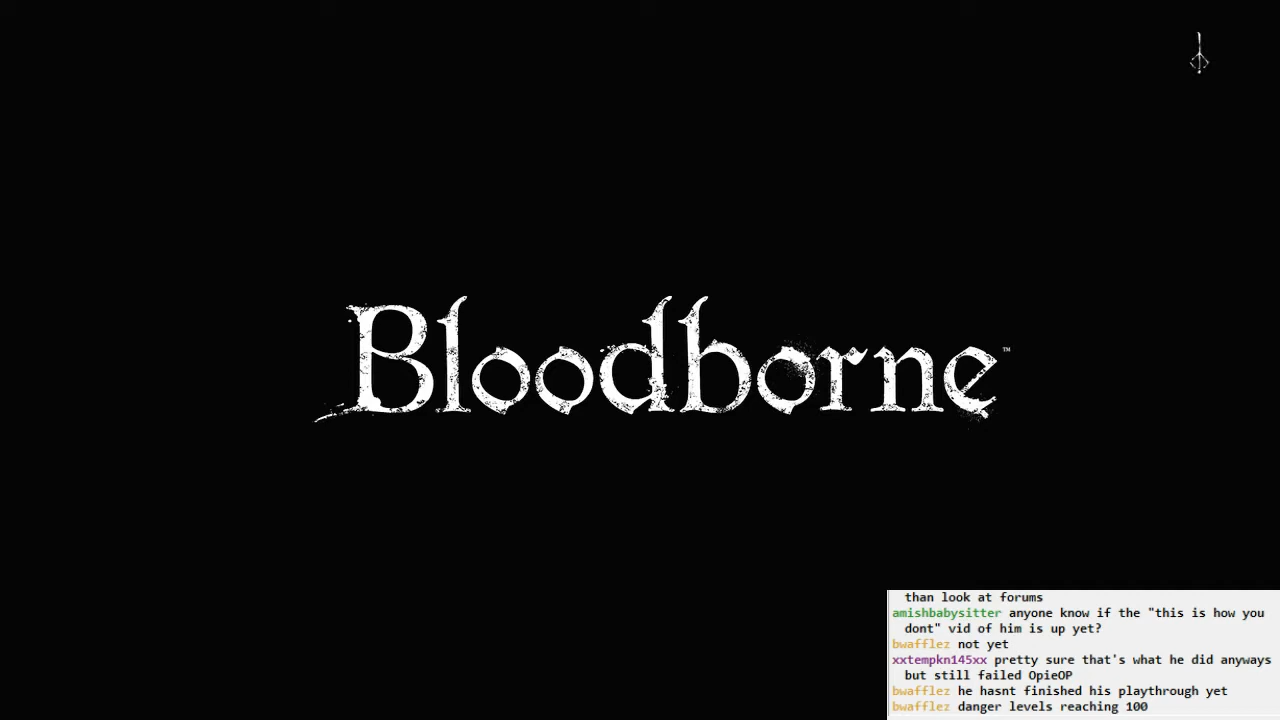 Bloodborne™
than look at forums
amishbabysitter anyone know if the "this is how you
dont" vid of him is up yet?
bwafflez not yet
xxtempkn145xx pretty sure that's what he did anyways
but still failed OpieOP
bwafflez he hasnt finished his playthrough yet
bwafflez danger levels reaching 100